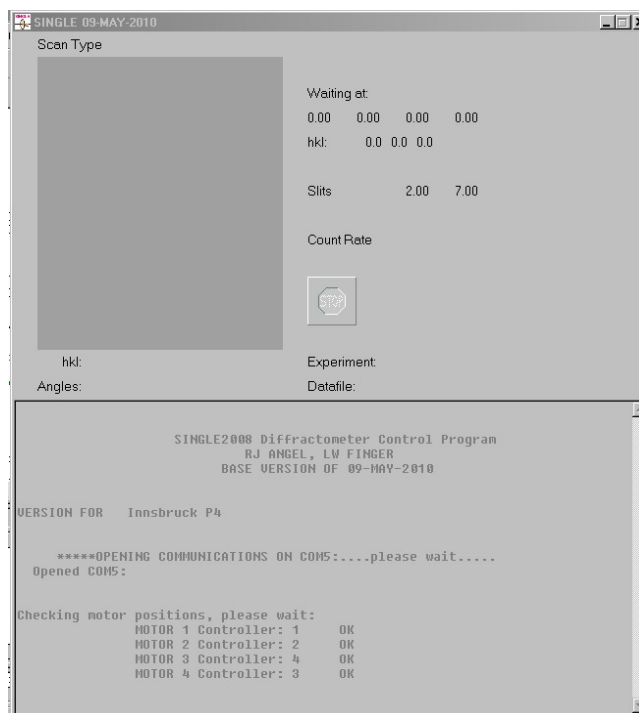 SINGLE 09-MAY-2010
Scan Type
Waiting at:
0.00 0.00 0.00 0.00
hkl: 0.0 0.0 0.0
Slits 2.00 7.00
Count Rate
STOP
hkl: Experiment:
Angles: Datafile:
SINGLE2008 Diffractometer Control Program
RJ ANGEL, LW FINGER
BASE VERSION OF 09-MAY-2010
VERSION FOR Innsbruck P4
*****OPENING COMMUNICATIONS ON COM5:....please wait.....
Opened COM5:
Checking motor positions, please wait:
MOTOR 1 Controller: 1 OK
MOTOR 2 Controller: 2 OK
MOTOR 3 Controller: 4 OK
MOTOR 4 Controller: 3 OK